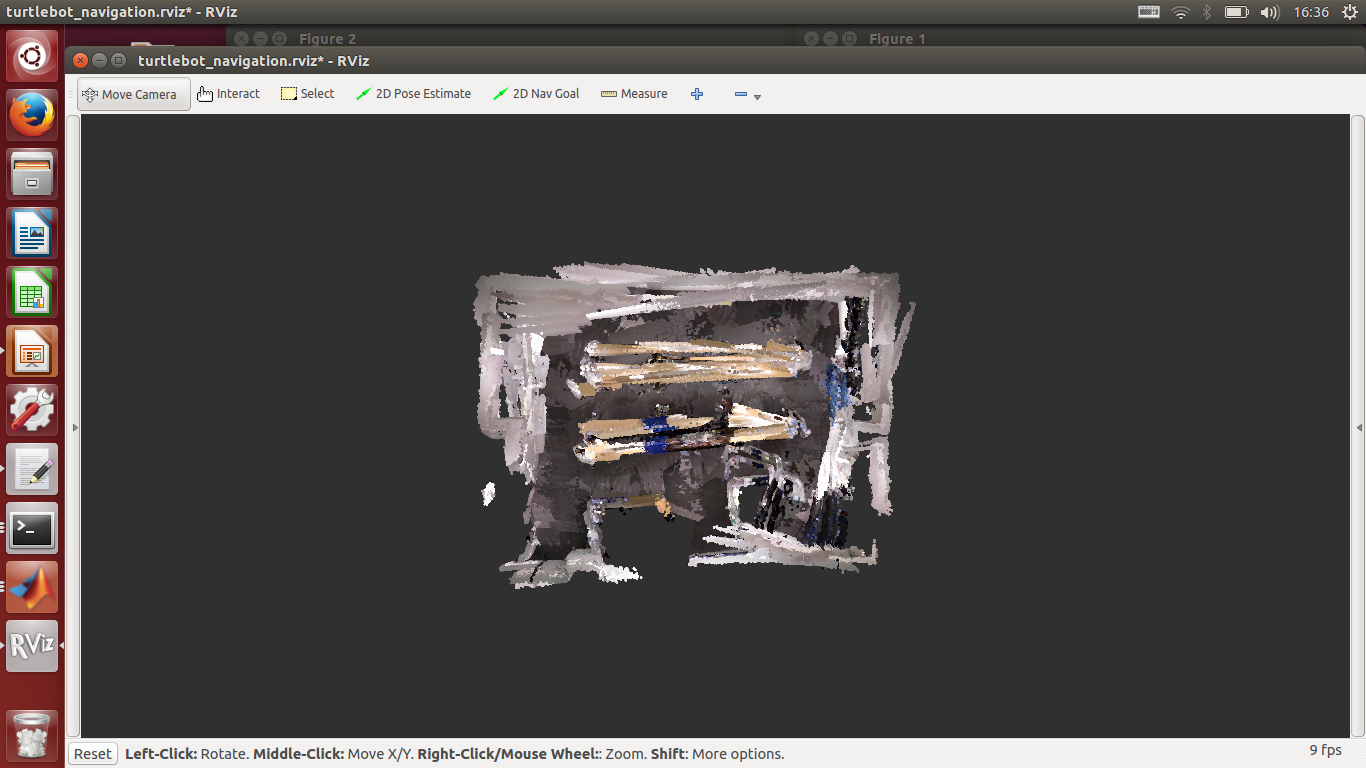 turtlebot_navigation.rviz* - RViz
16:36
Figure 2
Figure 1
turtlebot_navigation.rviz* - RViz
Move Camera
Interact
Select
2D Pose Estimate
2D Nav Goal
Measure
RViz
Reset
Left-Click: Rotate. Middle-Click: Move X/Y. Right-Click/Mouse Wheel:: Zoom. Shift: More options.
9 fps